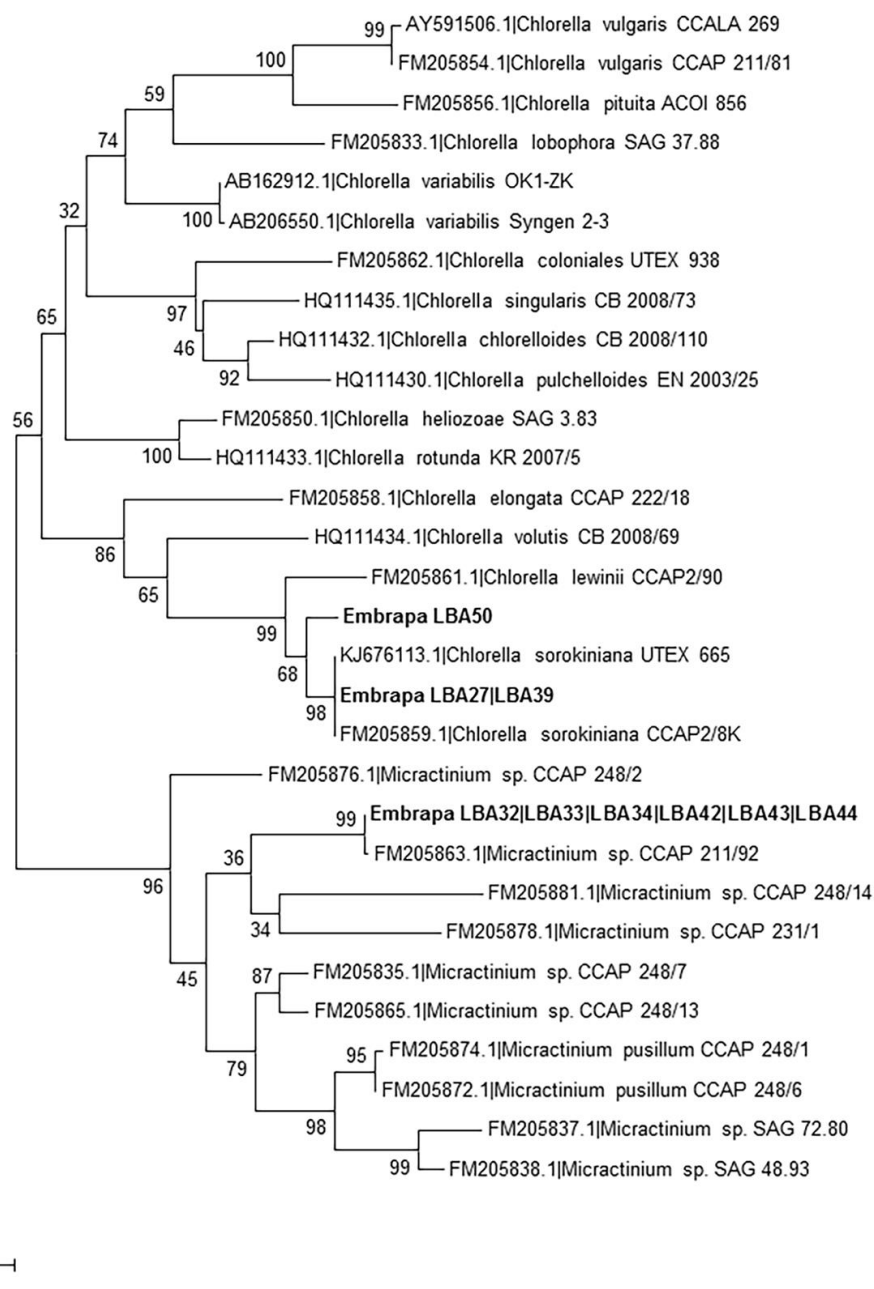 99
AY591506.1|Chlorella vulgaris CCALA 269
FM205854.1|Chlorella vulgaris CCAP 211/81
100
FM205856.1|Chlorella pituita ACOI 856
59
FM205833.1|Chlorella lobophora SAG 37.88
74
AB162912.1|Chlorella variabilis OK1-ZK
100
AB206550.1|Chlorella variabilis Syngen 2-3
32
FM205862.1|Chlorella coloniales UTEX 938
97
HQ111435.1|Chlorella singularis CB 2008/73
46
HQ111432.1|Chlorella chlorelloides CB 2008/110
92
HQ111430.1|Chlorella pulchelloides EN 2003/25
65
FM205850.1|Chlorella heliozoae SAG 3.83
100
HQ111433.1|Chlorella rotunda KR 2007/5
56
FM205858.1|Chlorella elongata CCAP 222/18
86
HQ111434.1|Chlorella volutis CB 2008/69
65
FM205861.1|Chlorella lewinii CCAP2/90
99
Embrapa LBA50
68
KJ676113.1|Chlorella sorokiniana UTEX 665
Embrapa LBA27|LBA39
98
FM205859.1|Chlorella sorokiniana CCAP2/8K
FM205876.1|Micractinium sp. CCAP 248/2
96
99
Embrapa LBA32|LBA33|LBA34|LBA42|LBA43|LBA44
FM205863.1|Micractinium sp. CCAP 211/92
36
FM205881.1|Micractinium sp. CCAP 248/14
34
FM205878.1|Micractinium sp. CCAP 231/1
45
87
FM205835.1|Micractinium sp. CCAP 248/7
FM205865.1|Micractinium sp. CCAP 248/13
79
95
FM205874.1|Micractinium pusillum CCAP 248/1
FM205872.1|Micractinium pusillum CCAP 248/6
98
FM205837.1|Micractinium sp. SAG 72.80
99
FM205838.1|Micractinium sp. SAG 48.93